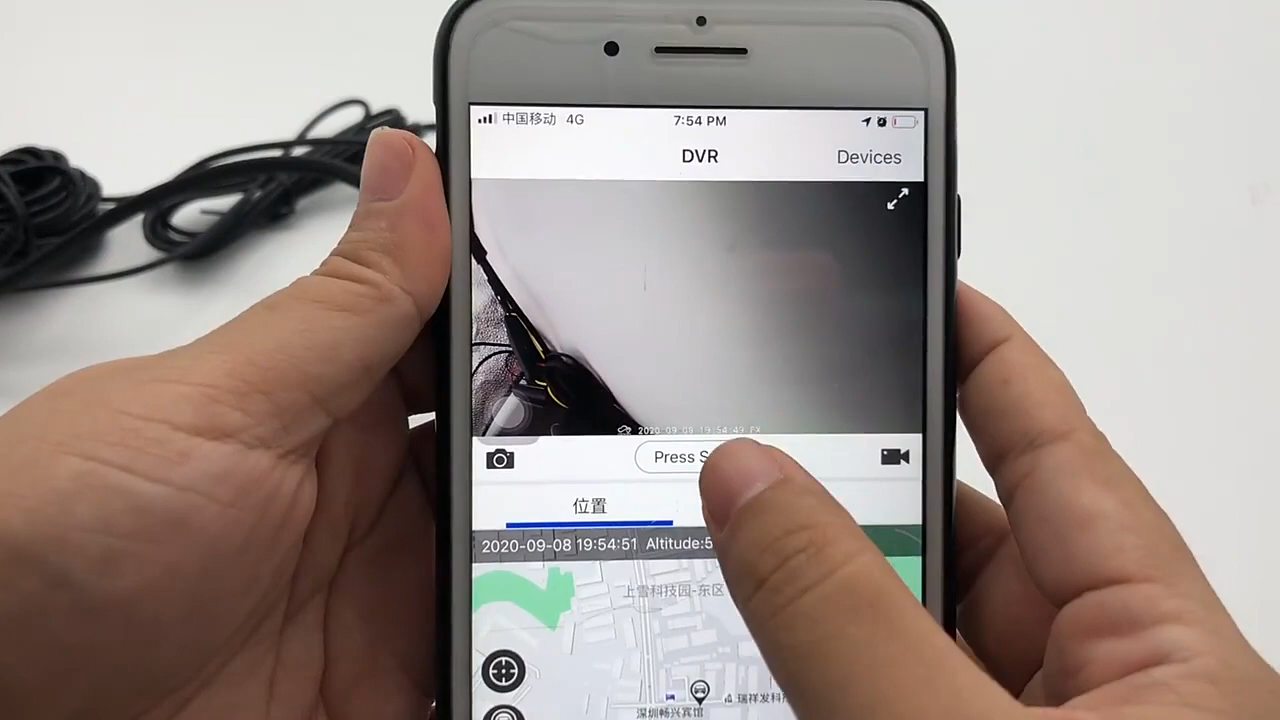 中国移动 4G 7:54 PM
DVR Devices
2020-09-08 19:54:49 FX
Press
位置
2020-09-08 19:54:51 Altitude:5
上雪科技园-东区
瑞祥发科
深圳畅兴宾馆